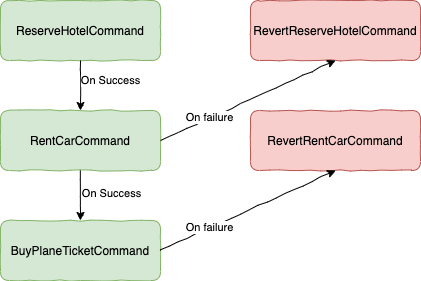 ReserveHotelCommand
RevertReserveHotelCommand
On Success
On failure
RentCarCommand
RevertRentCarCommand
On Success
On failure
BuyPlaneTicketCommand